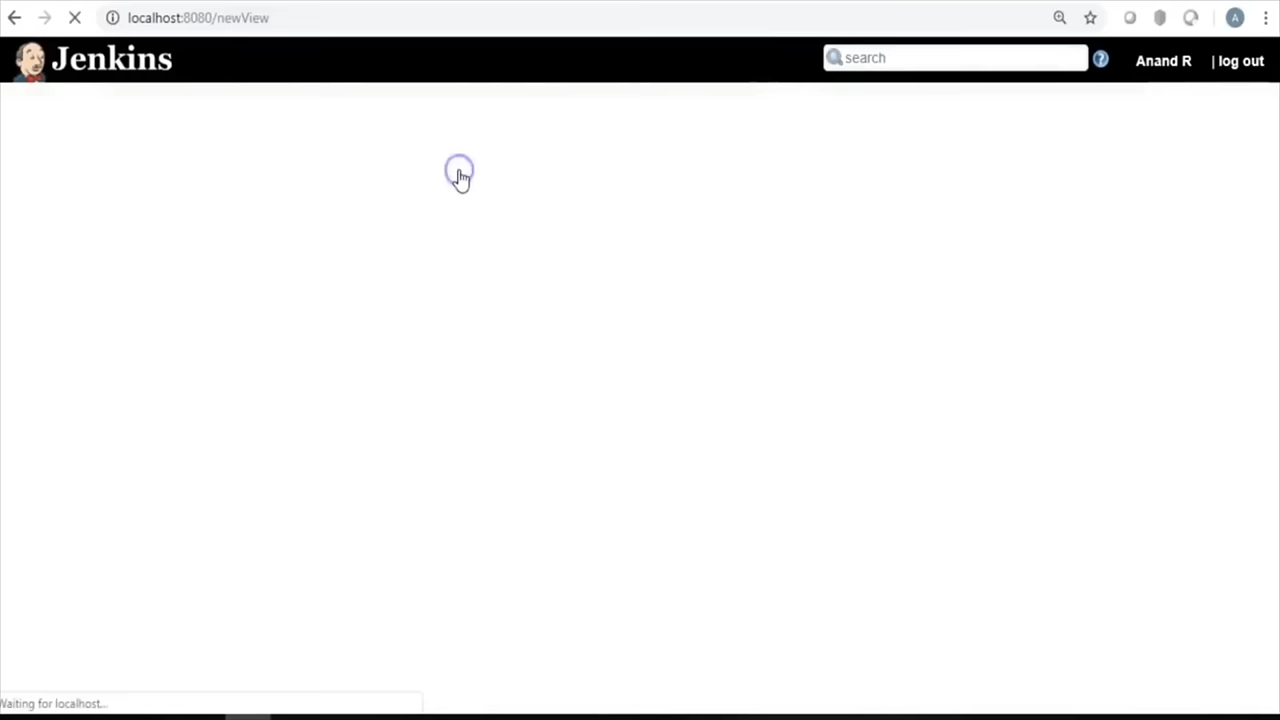 localhost:8080/newView
A
Jenkins
search
?
Anand R
| log out
Waiting for localhost...